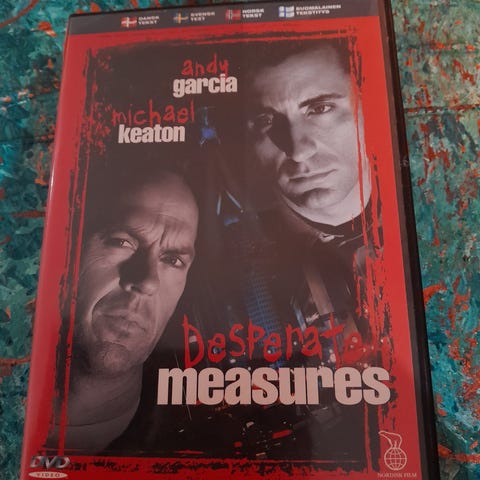 DANSK TEKST
SVENSK TEXT
NORSK TEKST
SUOMALAINEN TEKSTITYS
andy
garcia
michael
keaton
Desperate
measures
DVD
VIDEO
NORDISK FILM